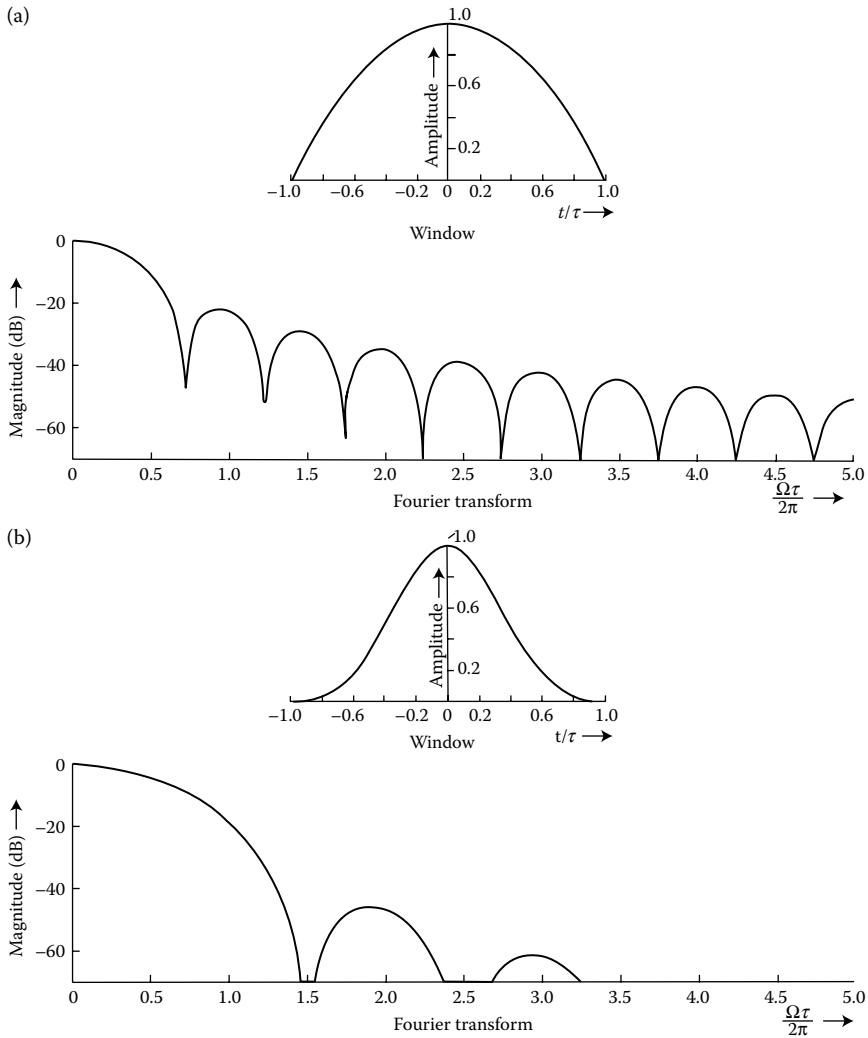 (a)
1.0
0.6
0.2
Amplitude
−1.0 −0.6 −0.2 0 0.2 0.6 1.0
t/τ
Window
0
−20
−40
−60
Magnitude (dB)
0 0.5 1.0 1.5 2.0 2.5 3.0 3.5 4.0 4.5 5.0
Fourier transform
Ωτ
2π
(b)
1.0
0.6
0.2
Amplitude
−1.0 −0.6 −0.2 0 0.2 0.6 1.0
Window
t/τ
0
−20
−40
−60
Magnitude (dB)
0 0.5 1.0 1.5 2.0 2.5 3.0 3.5 4.0 4.5 5.0
Fourier transform
Ωτ
2π